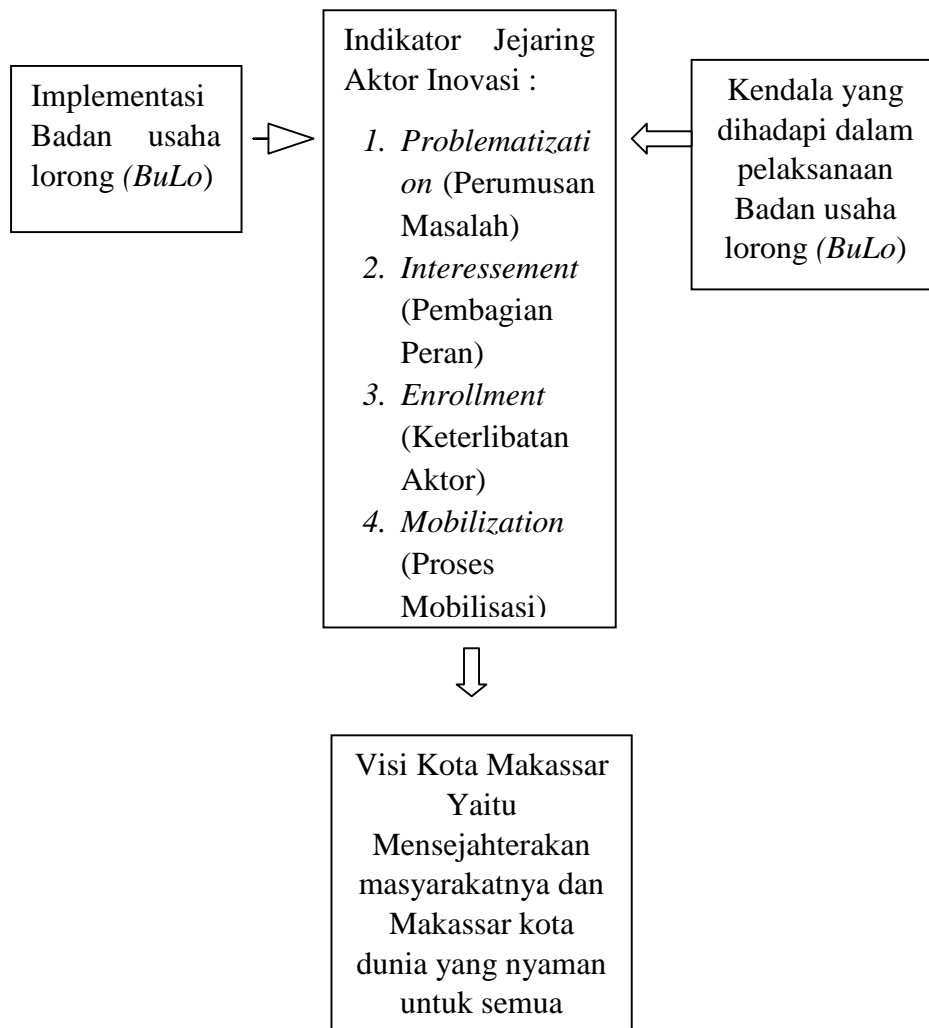 Implementasi
Badan usaha
lorong (BuLo)
Indikator Jejaring
Aktor Inovasi :
1. Problematizati
on (Perumusan
Masalah)
2. Interessement
(Pembagian
Peran)
3. Enrollment
(Keterlibatan
Aktor)
4. Mobilization
(Proses
Mobilisasi)
Kendala yang
dihadapi dalam
pelaksanaan
Badan usaha
lorong (BuLo)
Visi Kota Makassar
Yaitu
Mensejahterakan
masyarakatnya dan
Makassar kota
dunia yang nyaman
untuk semua